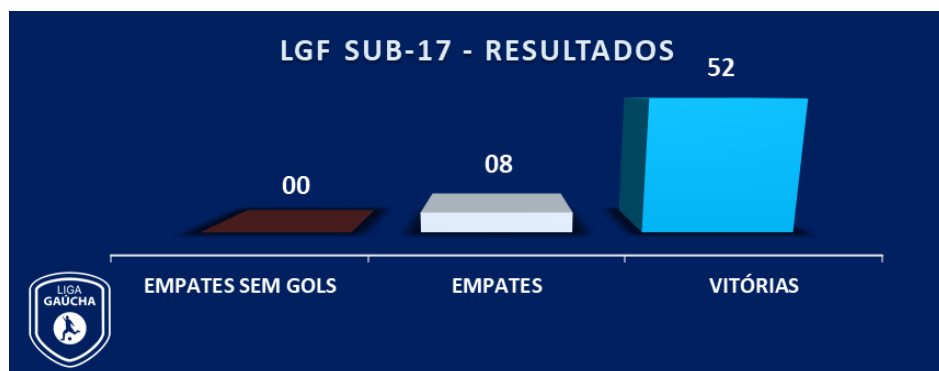 LGF SUB-17 - RESULTADOS
00
08
52
EMPATES SEM GOLS
EMPATES
VITÓRIAS
LIGA
GAÚCHA